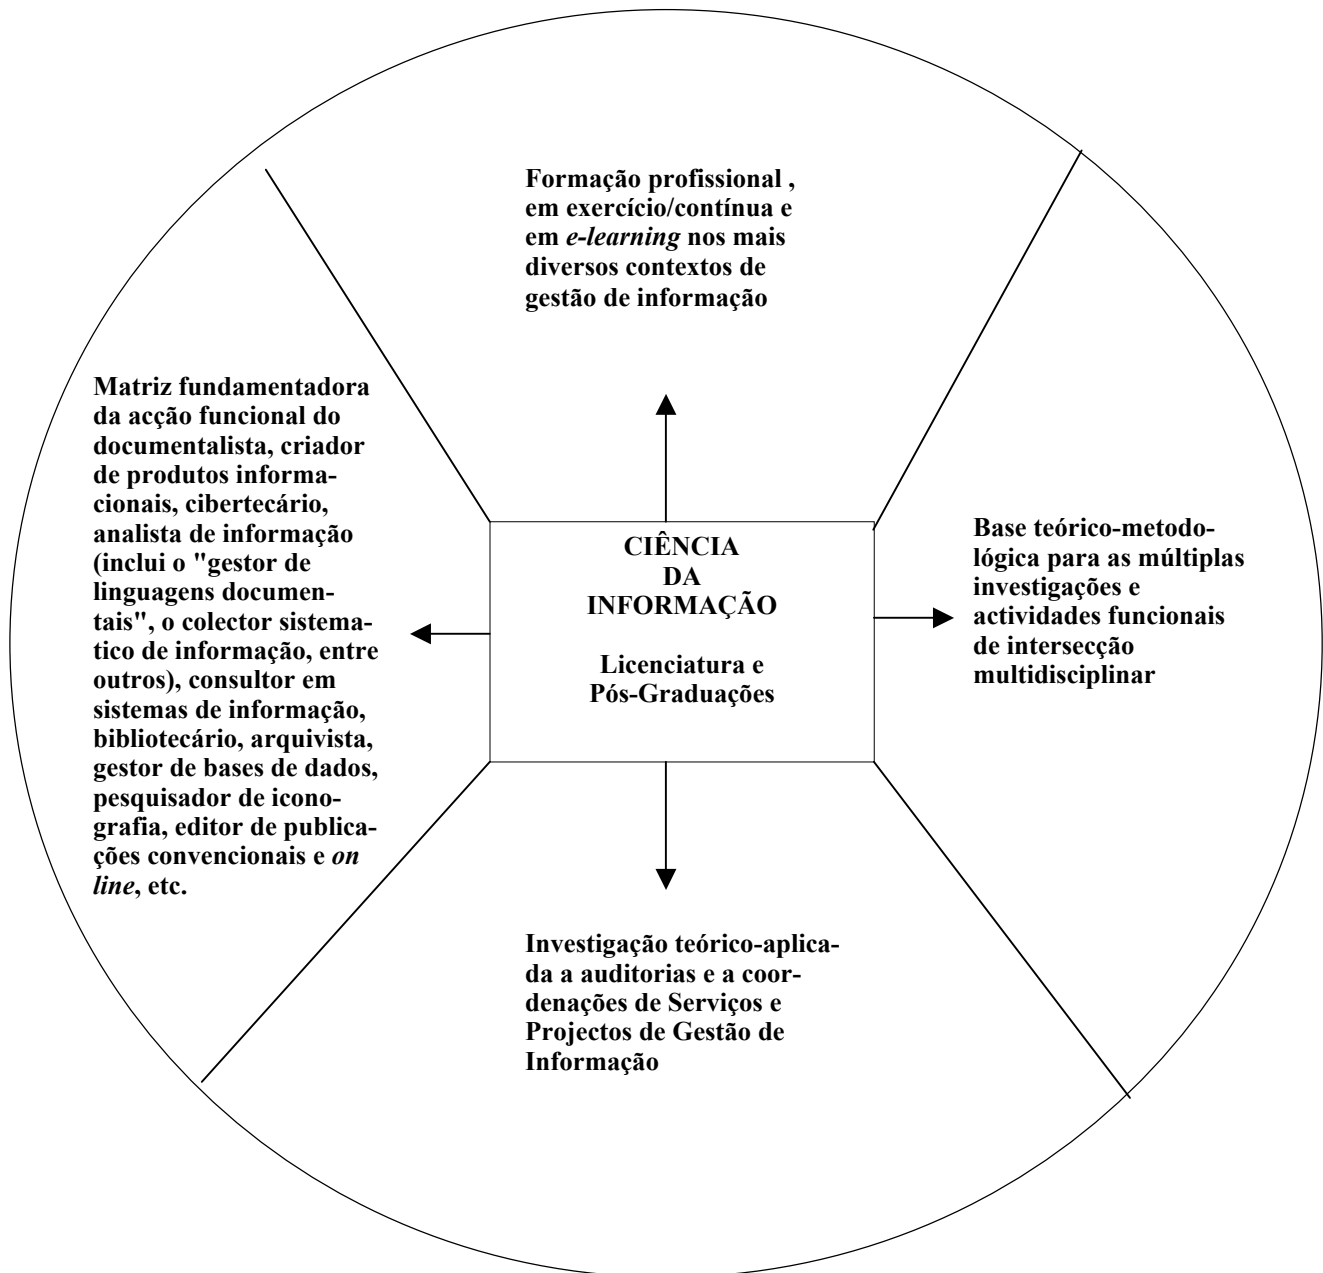 Formação profissional ,
em exercício/contínua e
em e-learning nos mais
diversos contextos de
gestão de informação
Matriz fundamentadora
da acção funcional do
documentalista, criador
de produtos informa-
cionais, cibertecário,
analista de informação
(inclui o "gestor de
linguagens documen-
tais", o colector sistema-
tico de informação, entre
outros), consultor em
sistemas de informação,
bibliotecário, arquivista,
gestor de bases de dados,
pesquisador de icono-
grafia, editor de publica-
ções convencionais e on
line, etc.
CIÊNCIA
DA
INFORMAÇÃO
Licenciatura e
Pós-Graduações
Base teórico-metodo-
lógica para as múltiplas
investigações e
actividades funcionais
de intersecção
multidisciplinar
Investigação teórico-aplica-
da a auditorias e a coor-
denações de Serviços e
Projectos de Gestão de
Informação